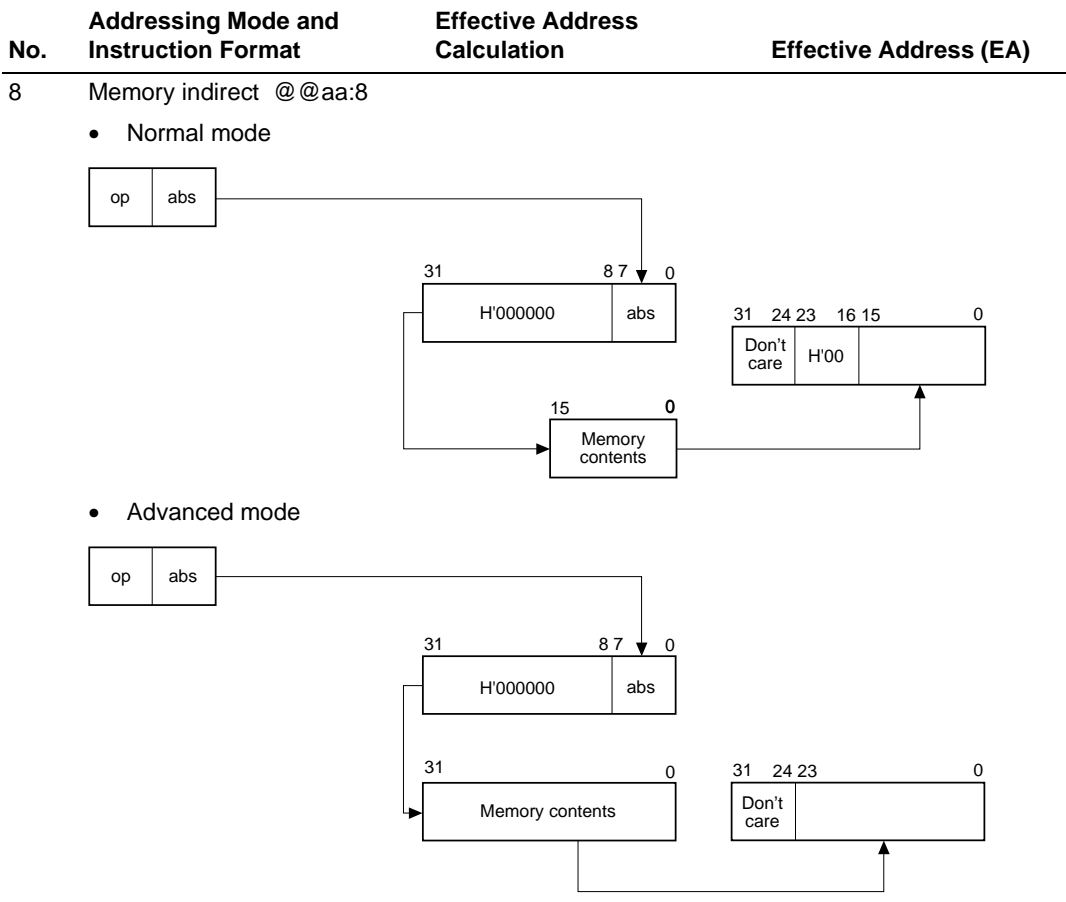 No. Addressing Mode and Instruction Format Effective Address Calculation Effective Address (EA)
8 Memory indirect @@aa:8
• Normal mode
op abs
31 8 7 0
H'000000 abs
31 24 23 16 15 0
Don't care H'00
15 0
Memory contents
• Advanced mode
op abs
31 8 7 0
H'000000 abs
31 0
Memory contents
31 24 23 0
Don't care